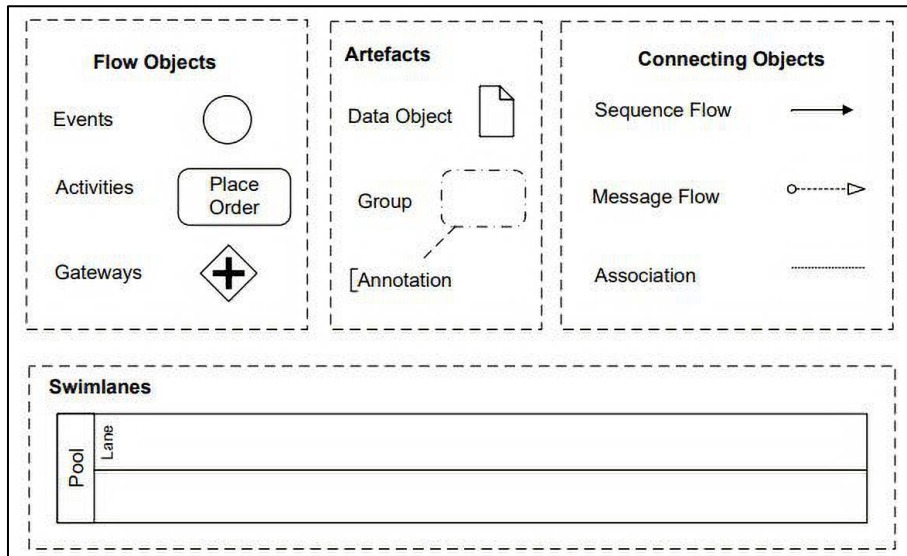 Flow Objects
Events
Activities
Place
Order
Gateways
Artefacts
Data Object
Group
Annotation
Connecting Objects
Sequence Flow
Message Flow
Association
Swimlanes
Pool
Lane